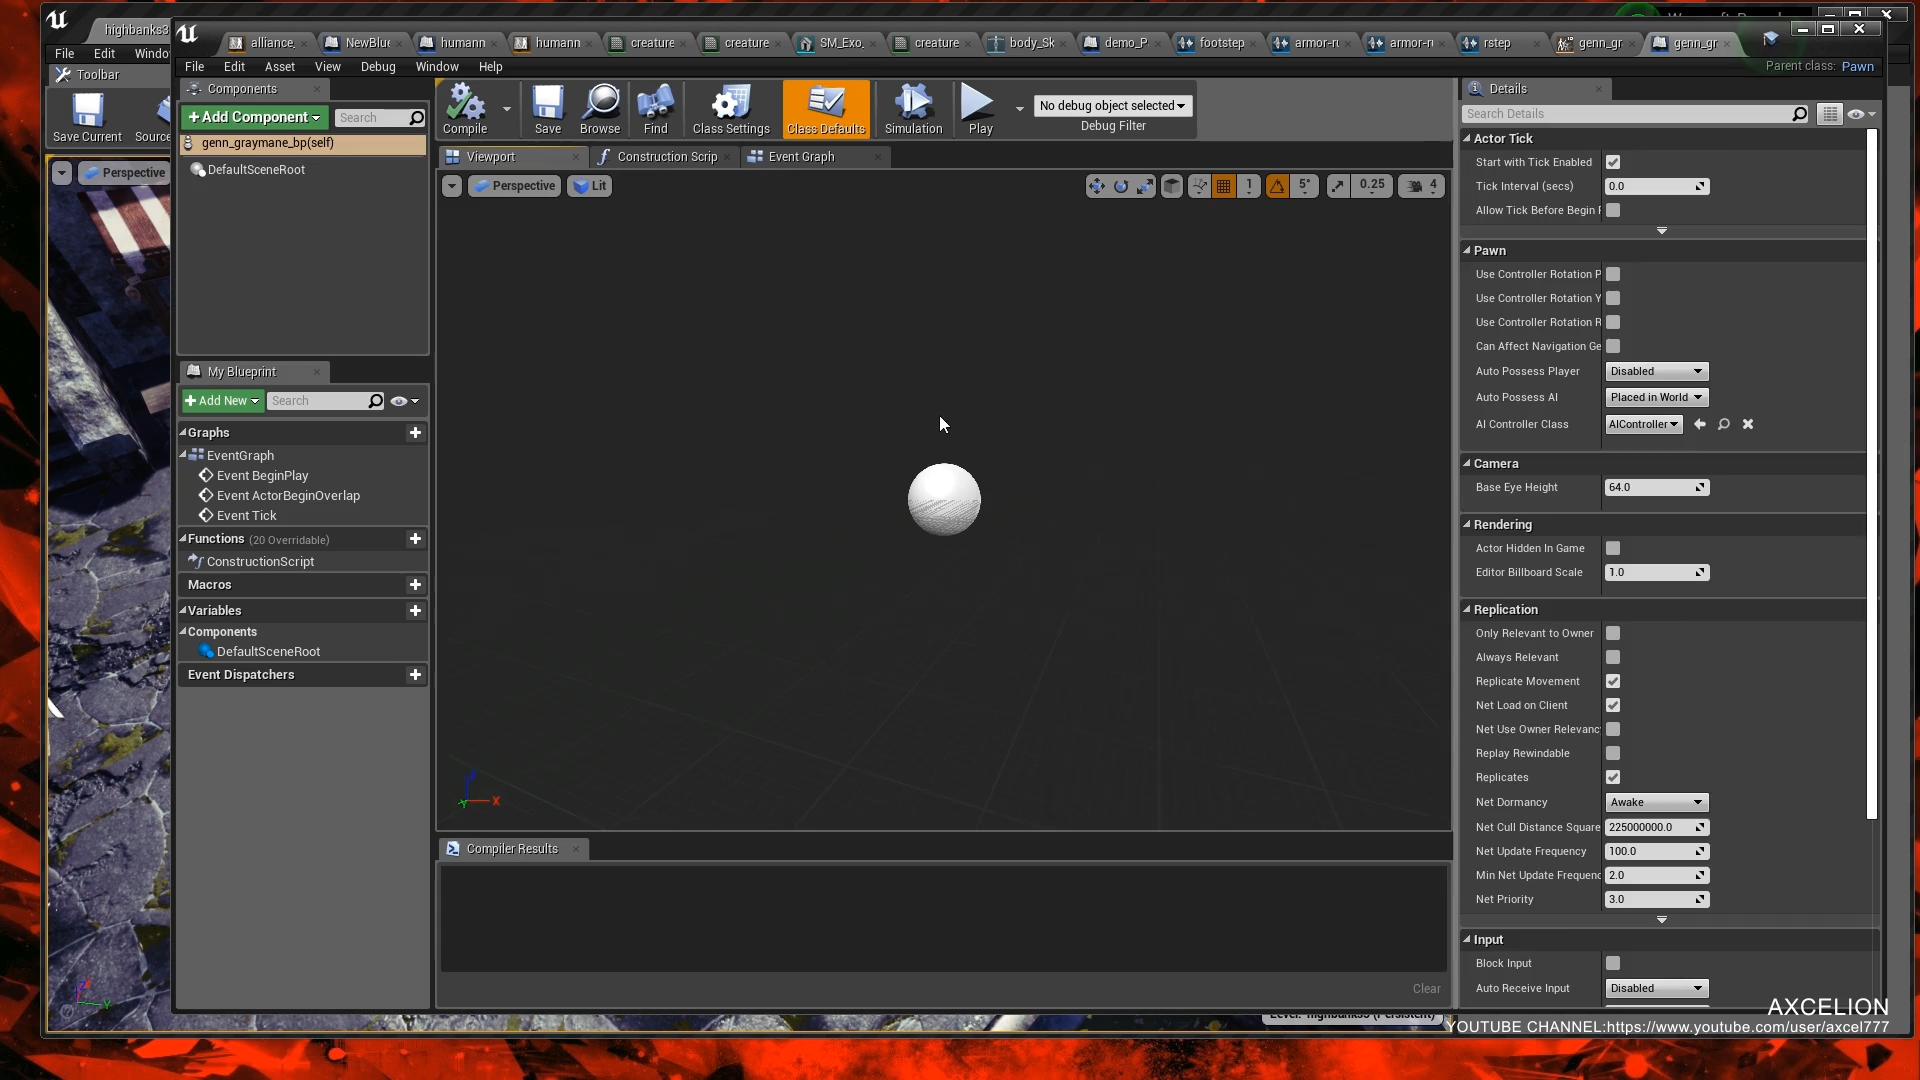 highbanks3
File Edit Windo
Toolbar
Save Current Source
Perspective
alliance_
NewBlue
humann
humann
creature
creature
SM_Exo_
creature
body_Sk
demo_P
footstep
armor-ru
armor-n
rstep
genn_gr
genn_gr
File Edit Asset View Debug Window Help
Parent class: Pawn
Components
+Add Component
Search
genn_graymane_bp(self)
DefaultSceneRoot
My Blueprint
+Add New
Search
Graphs
EventGraph
Event BeginPlay
Event ActorBeginOverlap
Event Tick
Functions (20 Overridable)
ConstructionScript
Macros
Variables
Components
DefaultSceneRoot
Event Dispatchers
Compile
Save
Browse
Find
Class Settings
Class Defaults
Simulation
Play
No debug object selected
Debug Filter
Viewport
Construction Scrip
Event Graph
Perspective
Lit
1
5°
0.25
4
Z
Y
X
Compiler Results
Clear
Details
Search Details
Actor Tick
Start with Tick Enabled
Tick Interval (secs) 0.0
Allow Tick Before Begin P
Pawn
Use Controller Rotation P
Use Controller Rotation Y
Use Controller Rotation R
Can Affect Navigation Ge
Auto Possess Player Disabled
Auto Possess AI Placed in World
AI Controller Class AIController
Camera
Base Eye Height 64.0
Rendering
Actor Hidden In Game
Editor Billboard Scale 1.0
Replication
Only Relevant to Owner
Always Relevant
Replicate Movement
Net Load on Client
Net Use Owner Relevanc
Replay Rewindable
Replicates
Net Dormancy Awake
Net Cull Distance Square 225000000.0
Net Update Frequency 100.0
Min Net Update Frequenc 2.0
Net Priority 3.0
Input
Block Input
Auto Receive Input Disabled
Level: highbanks3 (Persistent)
AXCELION
YOUTUBE CHANNEL:https://www.youtube.com/user/axcel777